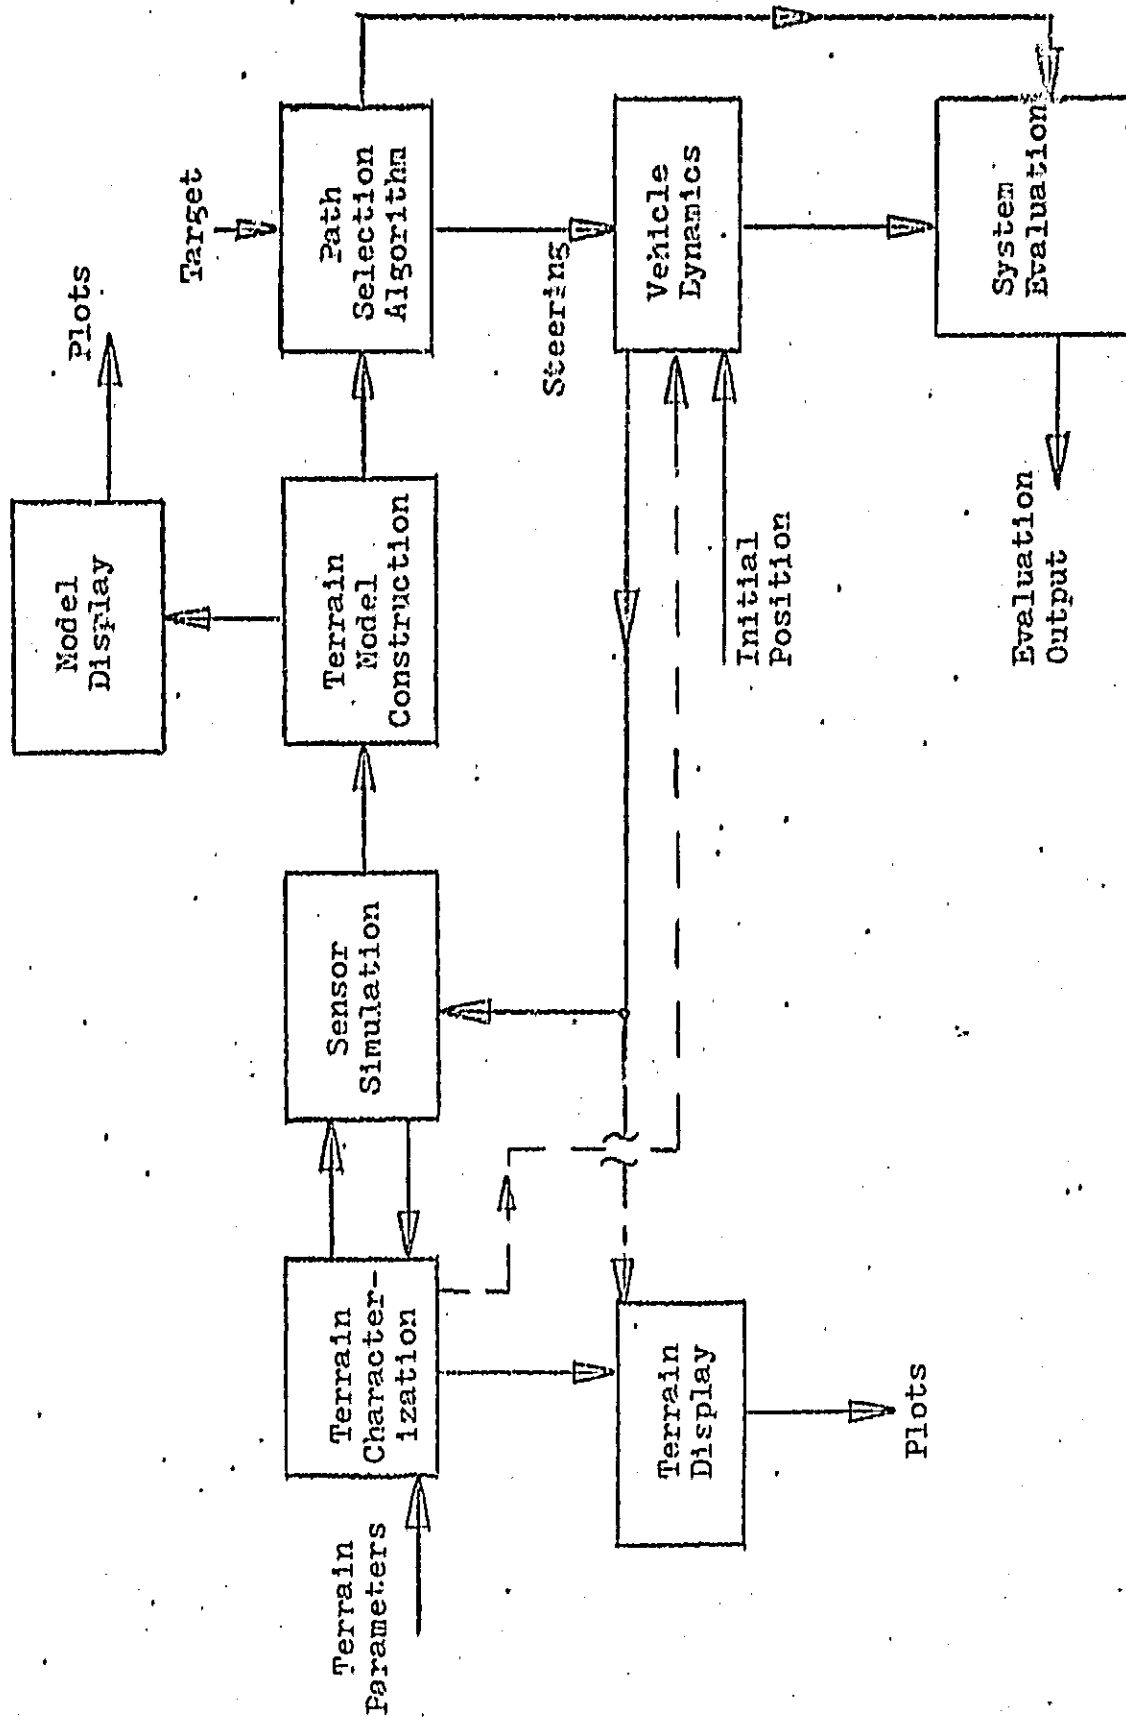 Terrain
Parameters
Terrain
Character-
ization
Sensor
Simulation
Terrain
Model
Construction
Model
Display
Plots
Target
Path
Selection
Algorithm
Steering
Vehicle
Dynamics
Initial
Position
Terrain
Display
Plots
System
Evaluation
Evaluation
Output